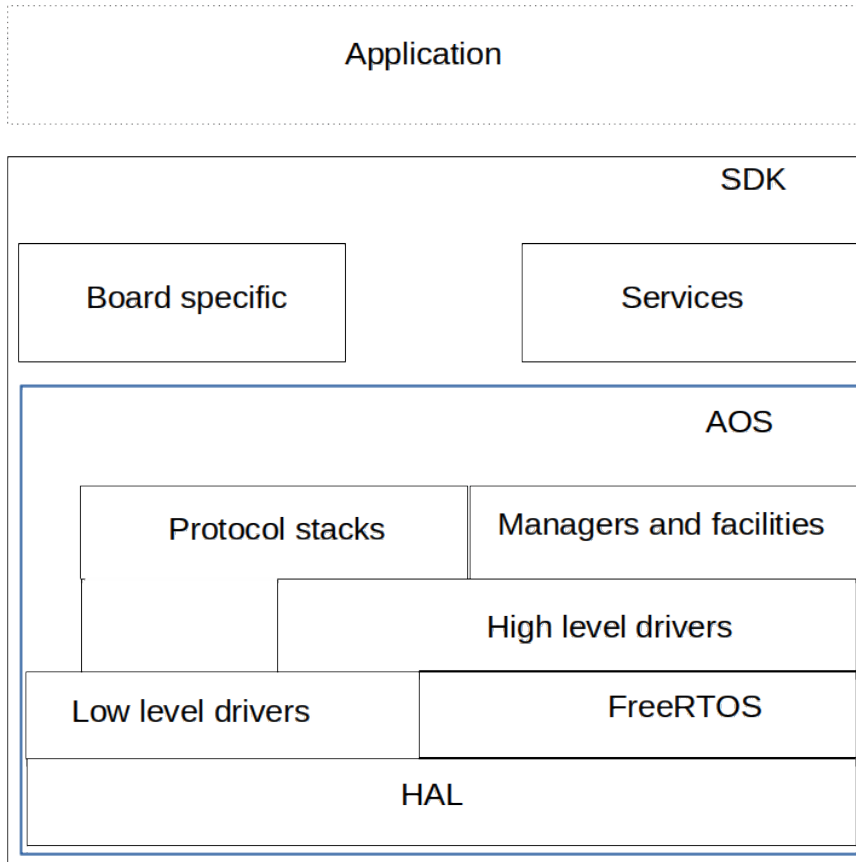 Application
SDK
Board specific
Services
AOS
Protocol stacks
Managers and facilities
High level drivers
Low level drivers
FreeRTOS
HAL